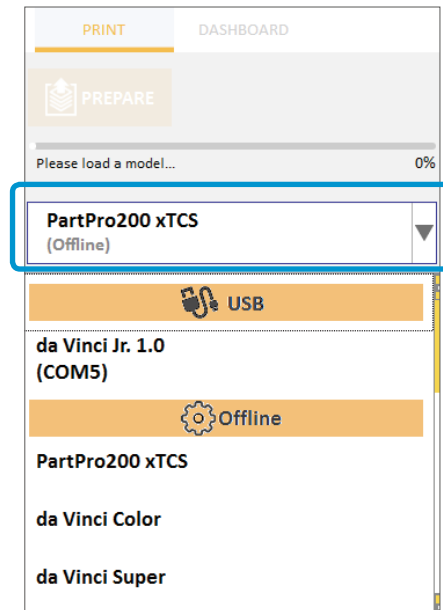 PRINT DASHBOARD
PREPARE
Please load a model... 0%
PartPro200 xTCS
(Offline)
USB
da Vinci Jr. 1.0
(COM5)
Offline
PartPro200 xTCS
da Vinci Color
da Vinci Super